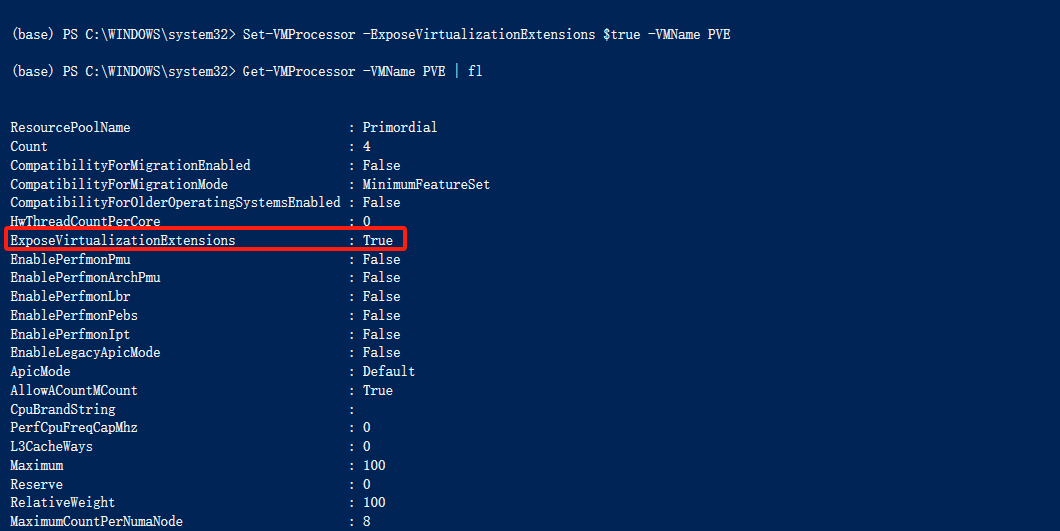 (base) PS C:\WINDOWS\system32> Set-VMProcessor -ExposeVirtualizationExtensions $true -VMName PVE
(base) PS C:\WINDOWS\system32> Get-VMProcessor -VMName PVE | fl
ResourcePoolName : Primordial
Count : 4
CompatibilityForMigrationEnabled : False
CompatibilityForMigrationMode : MinimumFeatureSet
CompatibilityForOlderOperatingSystemsEnabled : False
HwThreadCountPerCore : 0
ExposeVirtualizationExtensions : True
EnablePerfmonPmu : False
EnablePerfmonArchPmu : False
EnablePerfmonLbr : False
EnablePerfmonPebs : False
EnablePerfmonIpt : False
EnableLegacyApicMode : False
ApicMode : Default
AllowACountMCount : True
CpuBrandString :
PerfCpuFreqCapMhz : 0
L3CacheWays : 0
Maximum : 100
Reserve : 0
RelativeWeight : 100
MaximumCountPerNumaNode : 8